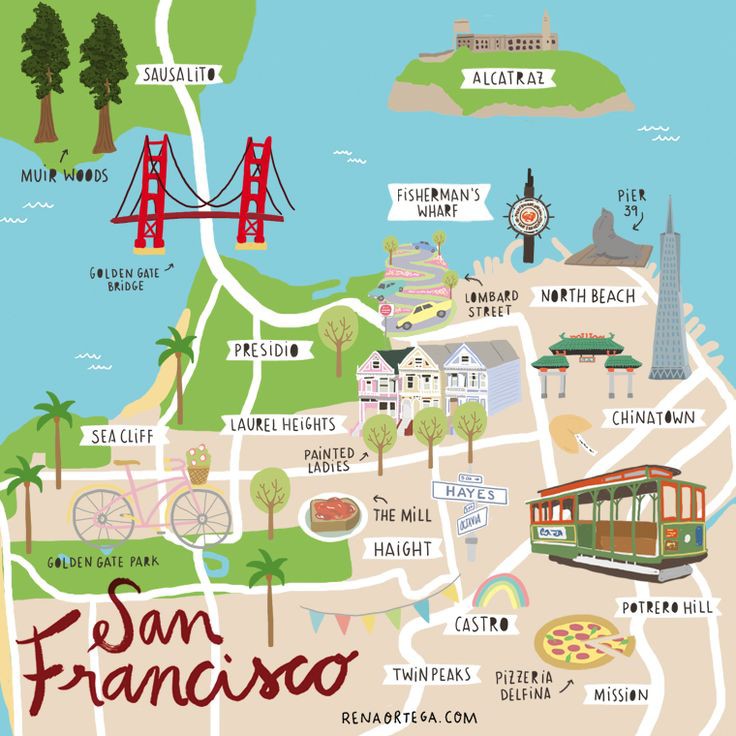 SAUSALITO
ALCATRAZ
MUIR WOODS
FISHERMAN'S
WHARF
PIER
39
GOLDEN GATE
BRIDGE
LOMBARD
STREET
NORTH BEACH
PRESIDIO
SEA CLIFF
LAUREL HEIGHTS
CHINATOWN
PAINTED
LADIES
HAYES
THE MILL
HAIGHT
GOLDEN GATE PARK
San
Francisco
CASTRO
POTRERO HILL
TWIN PEAKS
PIZZERIA
DELFINA
MISSION
RENAORTEGA.COM